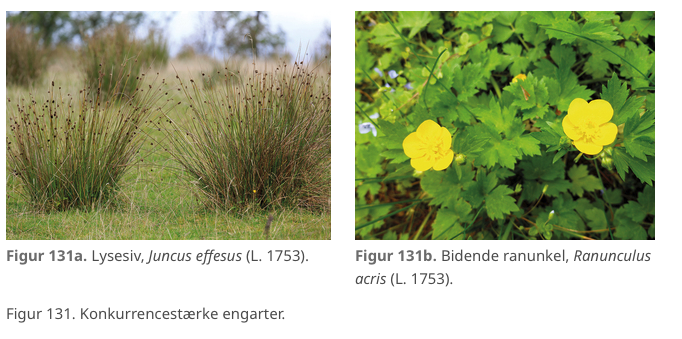 Figur 131a. Lysesiv, Juncus effesus (L. 1753).
Figur 131b. Bidende ranunkel, Ranunculus
acris (L. 1753).
Figur 131. Konkurrencestærke engarter.